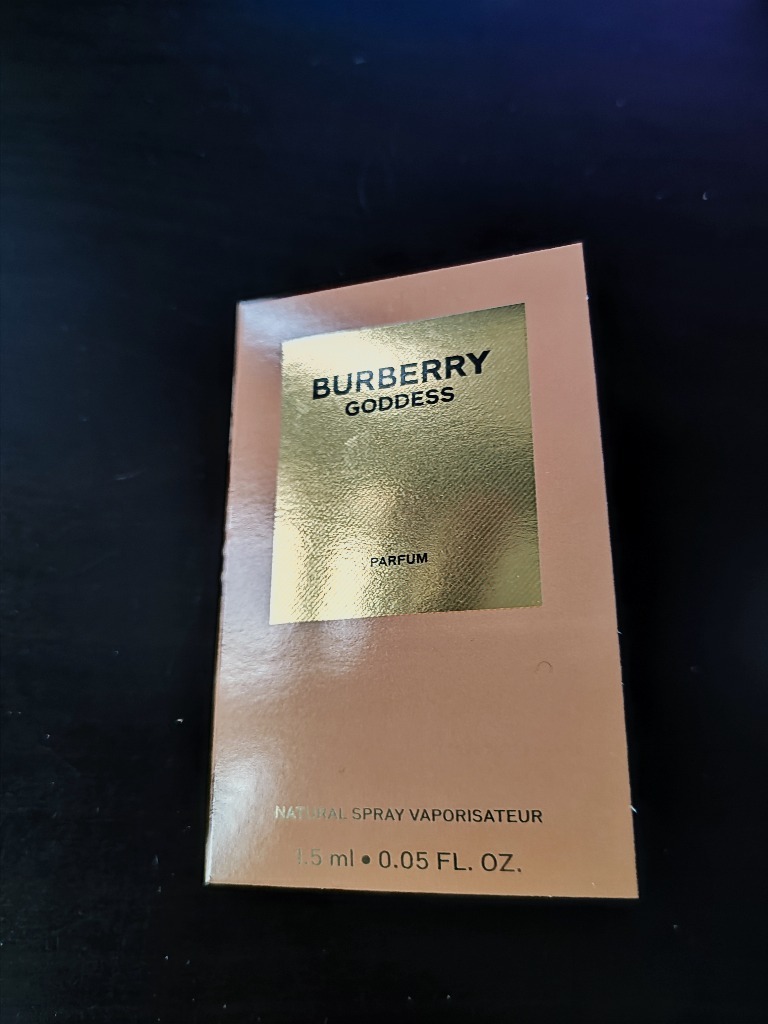 BURBERRY
GODDESS
PARFUM
NATURAL SPRAY VAPORISATEUR
1.5 ml • 0.05 FL. OZ.